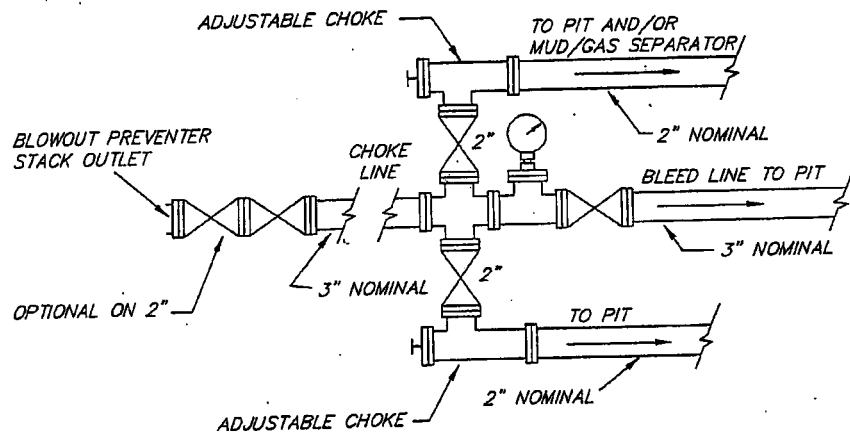 ADJUSTABLE CHOKE
TO PIT AND/OR
MUD/GAS SEPARATOR
2" NOMINAL
BLOWOUT PREVENTER
STACK OUTLET
CHOKE
LINE
2"
BLEED LINE TO PIT
3" NOMINAL
3" NOMINAL
OPTIONAL ON 2"
2"
TO PIT
2" NOMINAL
ADJUSTABLE CHOKE